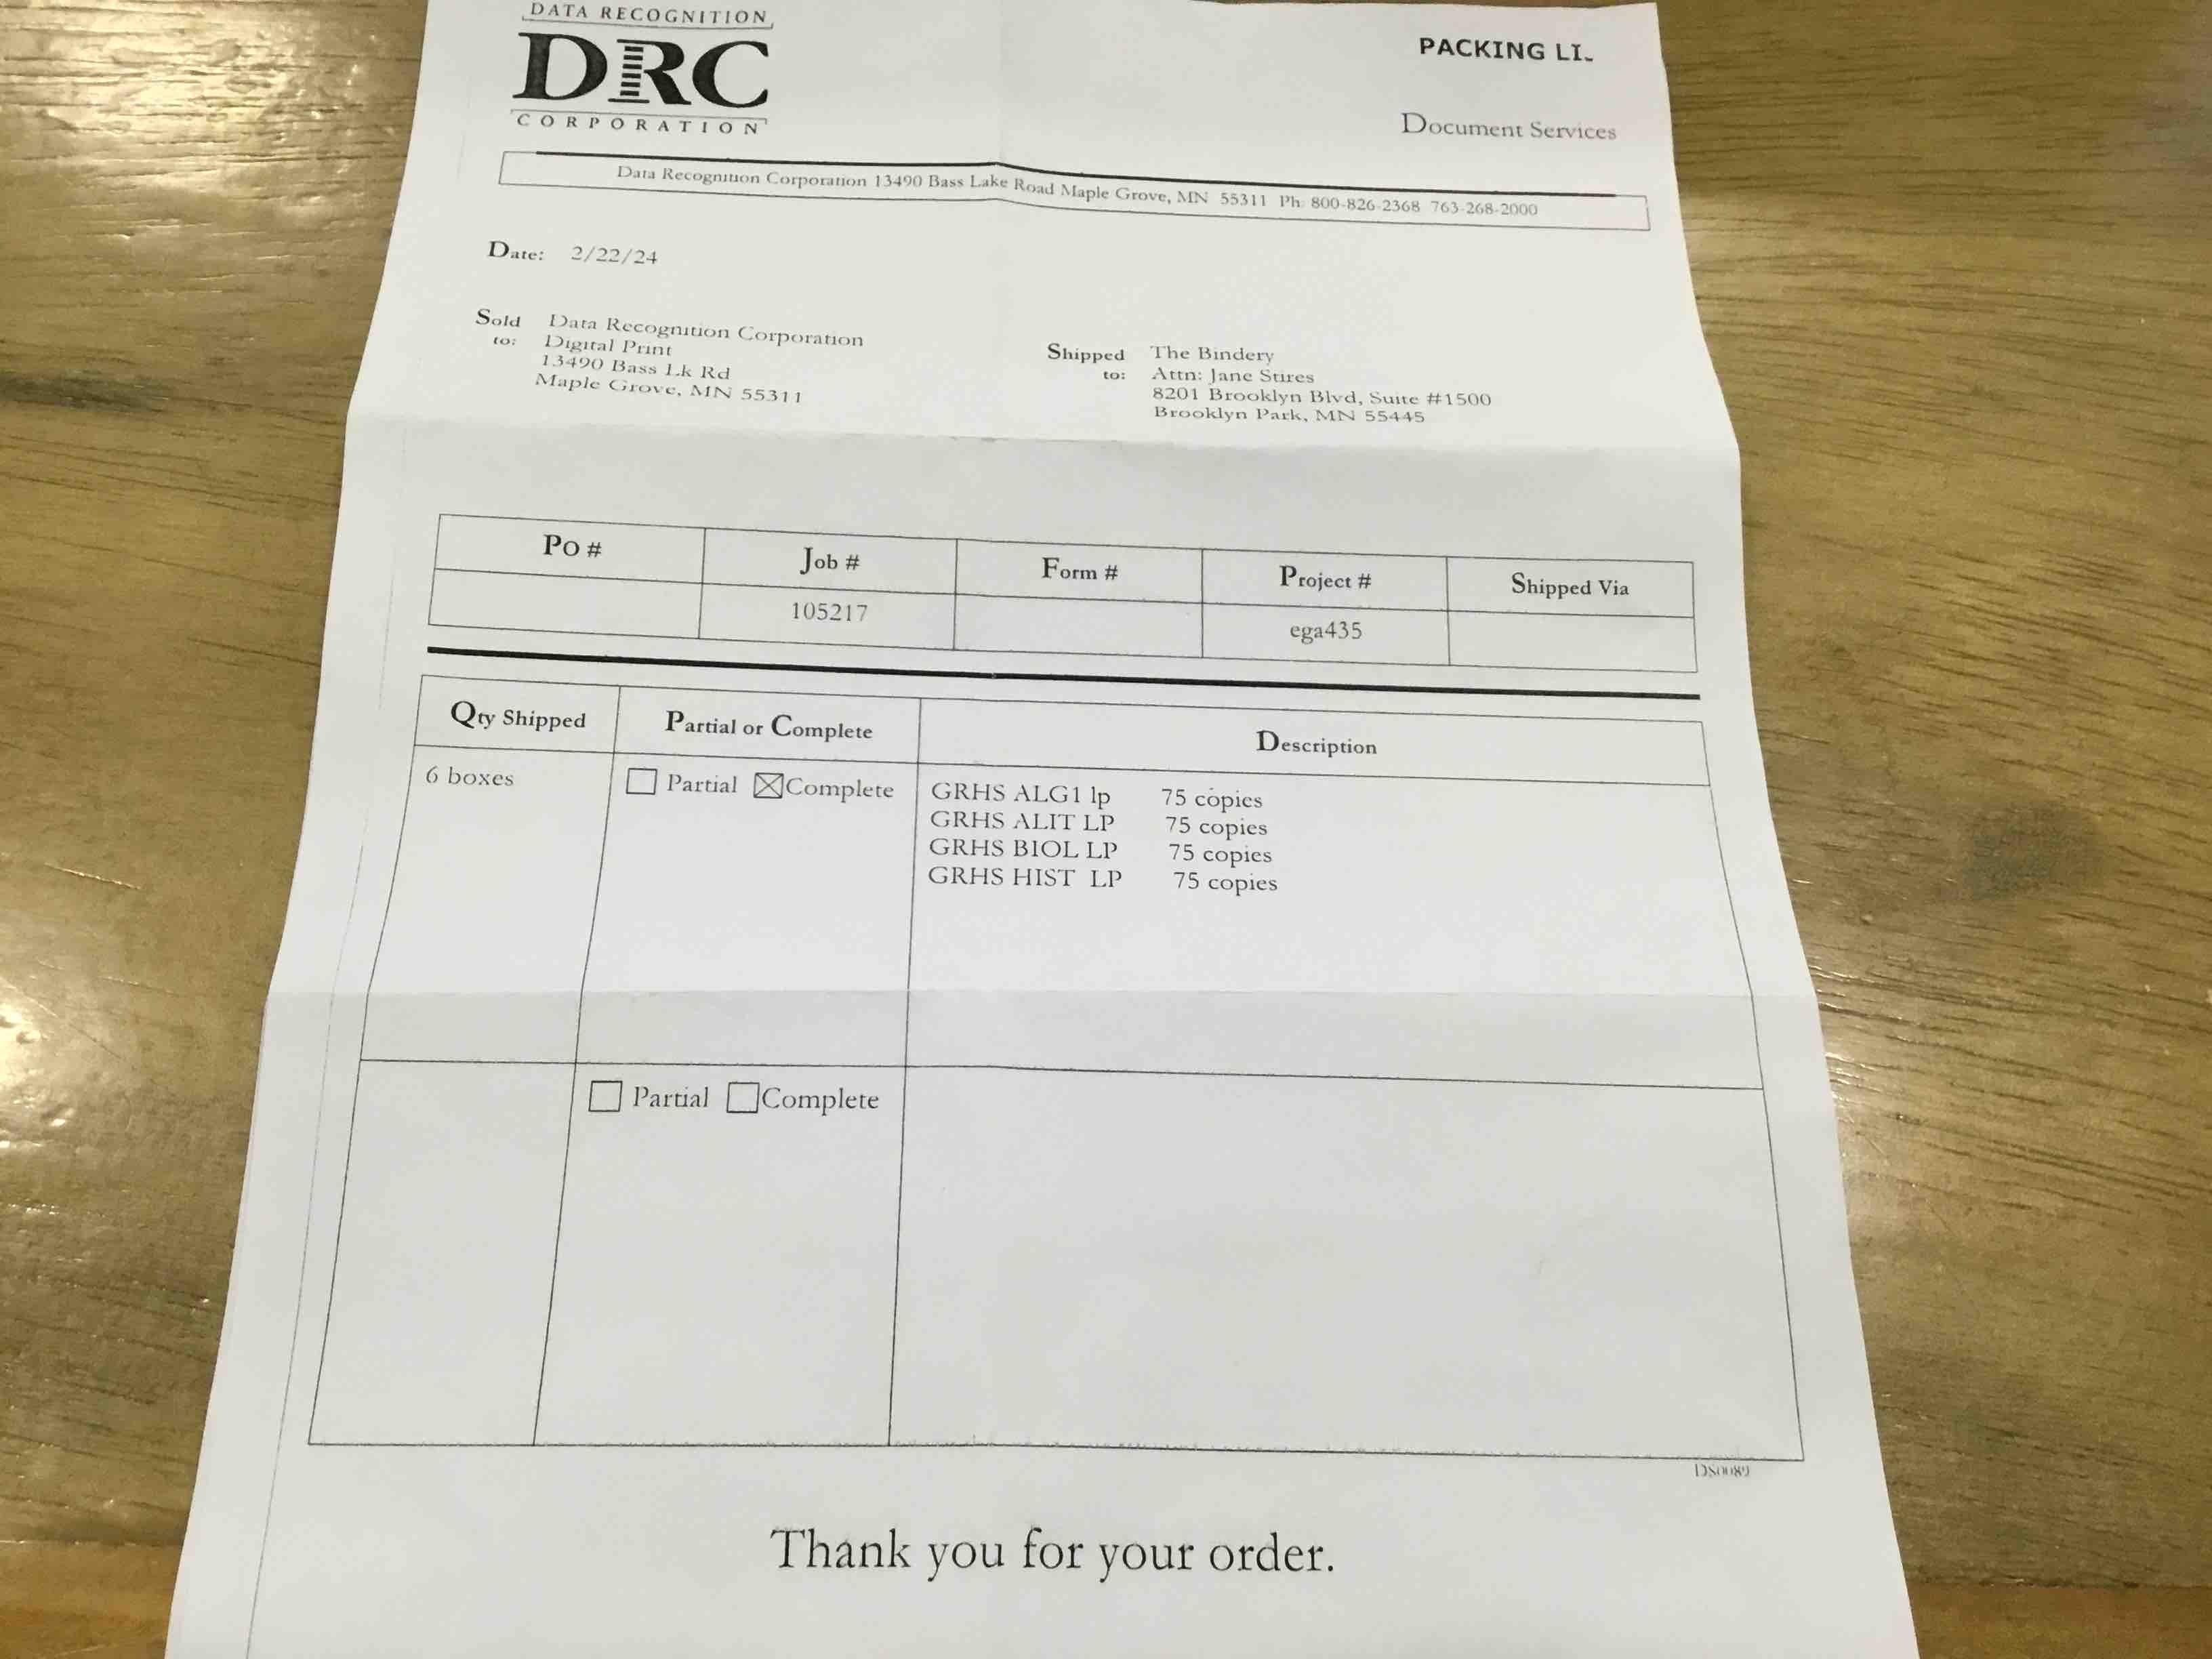 DATA RECOGNITION
DRC
CORPORATION
PACKING LI
Document Services
Data Recognition Corporation 13490 Bass Lake Road Maple Grove, MN 55311 Ph: 800-826-2368 763-268-2000
Date: 2/22/24
Sold to: Data Recognition Corporation
Digital Print
13490 Bass Lk Rd
Maple Grove, MN 55311
Shipped to: The Bindery
Attn: Jane Stires
8201 Brooklyn Blvd, Suite #1500
Brooklyn Park, MN 55445
PO # Job # Form # Project # Shipped Via
105217 ega435
Qty Shipped Partial or Complete Description
6 boxes Partial Complete GRHS ALG1 lp 75 copies
GRHS ALIT LP 75 copies
GRHS BIOL LP 75 copies
GRHS HIST LP 75 copies
Partial Complete
DS0089
Thank you for your order.